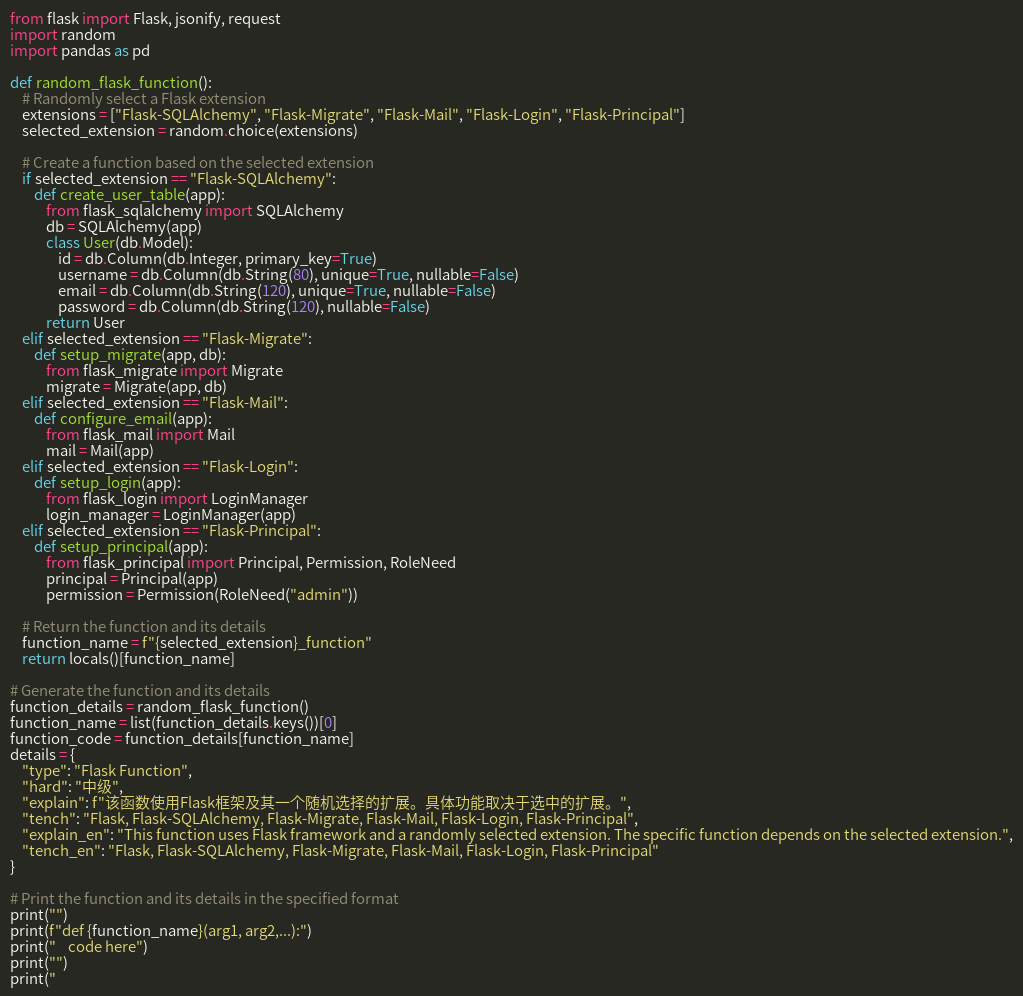 from flask import Flask, jsonify, request
import random
import pandas as pd

def random_flask_function():
    # Randomly select a Flask extension
    extensions = ["Flask-SQLAlchemy", "Flask-Migrate", "Flask-Mail", "Flask-Login", "Flask-Principal"]
    selected_extension = random.choice(extensions)

    # Create a function based on the selected extension
    if selected_extension == "Flask-SQLAlchemy":
        def create_user_table(app):
            from flask_sqlalchemy import SQLAlchemy
            db = SQLAlchemy(app)
            class User(db.Model):
                id = db.Column(db.Integer, primary_key=True)
                username = db.Column(db.String(80), unique=True, nullable=False)
                email = db.Column(db.String(120), unique=True, nullable=False)
                password = db.Column(db.String(120), nullable=False)
            return User
    elif selected_extension == "Flask-Migrate":
        def setup_migrate(app, db):
            from flask_migrate import Migrate
            migrate = Migrate(app, db)
    elif selected_extension == "Flask-Mail":
        def configure_email(app):
            from flask_mail import Mail
            mail = Mail(app)
    elif selected_extension == "Flask-Login":
        def setup_login(app):
            from flask_login import LoginManager
            login_manager = LoginManager(app)
    elif selected_extension == "Flask-Principal":
        def setup_principal(app):
            from flask_principal import Principal, Permission, RoleNeed
            principal = Principal(app)
            permission = Permission(RoleNeed("admin"))

    # Return the function and its details
    function_name = f"{selected_extension}_function"
    return locals()[function_name]

# Generate the function and its details
function_details = random_flask_function()
function_name = list(function_details.keys())[0]
function_code = function_details[function_name]
details = {
    "type": "Flask Function",
    "hard": "中级",
    "explain": f"该函数使用Flask框架及其一个随机选择的扩展。具体功能取决于选中的扩展。",
    "tench": "Flask, Flask-SQLAlchemy, Flask-Migrate, Flask-Mail, Flask-Login, Flask-Principal",
    "explain_en": "This function uses Flask framework and a randomly selected extension. The specific function depends on the selected extension.",
    "tench_en": "Flask, Flask-SQLAlchemy, Flask-Migrate, Flask-Mail, Flask-Login, Flask-Principal"
}

# Print the function and its details in the specified format
print("")
print(f"def {function_name}(arg1, arg2,...):")
print("    code here")
print("")
print("